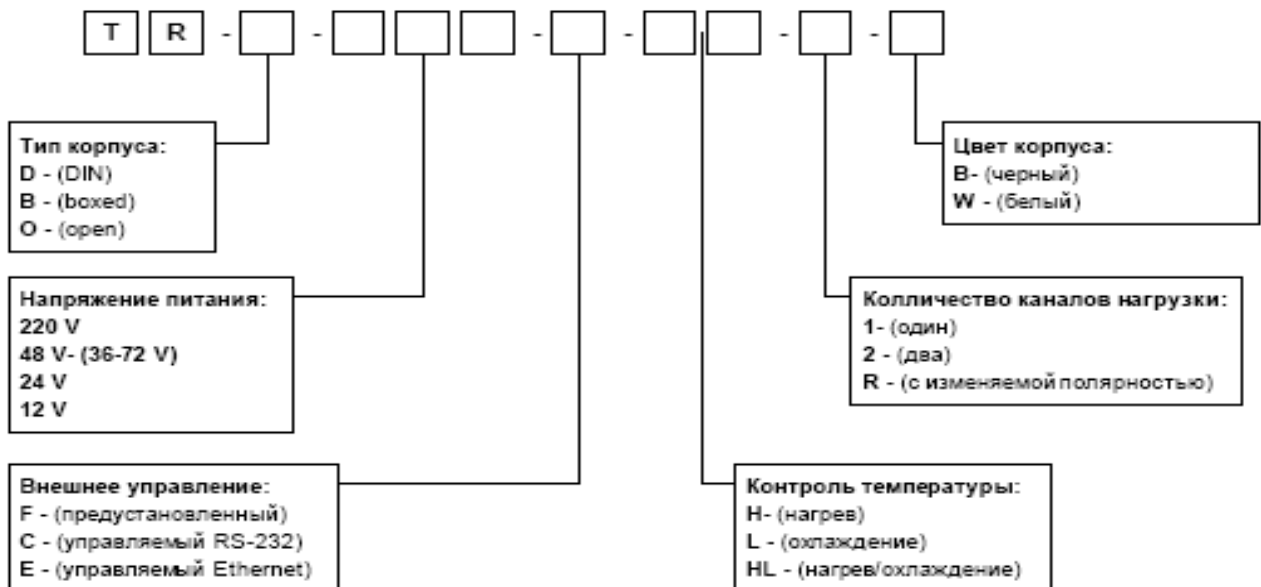 T R - - - - - -
Тип корпуса:
D - (DIN)
B - (boxed)
O - (open)
Цвет корпуса:
B- (черный)
W - (белый)
Напряжение питания:
220 V
48 V- (36-72 V)
24 V
12 V
Колличество каналов нагрузки:
1- (один)
2 - (два)
R - (с изменяемой полярностью)
Внешнее управление:
F - (предустановленный)
C - (управляемый RS-232)
E - (управляемый Ethernet)
Контроль температуры:
H- (нагрев)
L - (охлаждение)
HL - (нагрев/охлаждение)